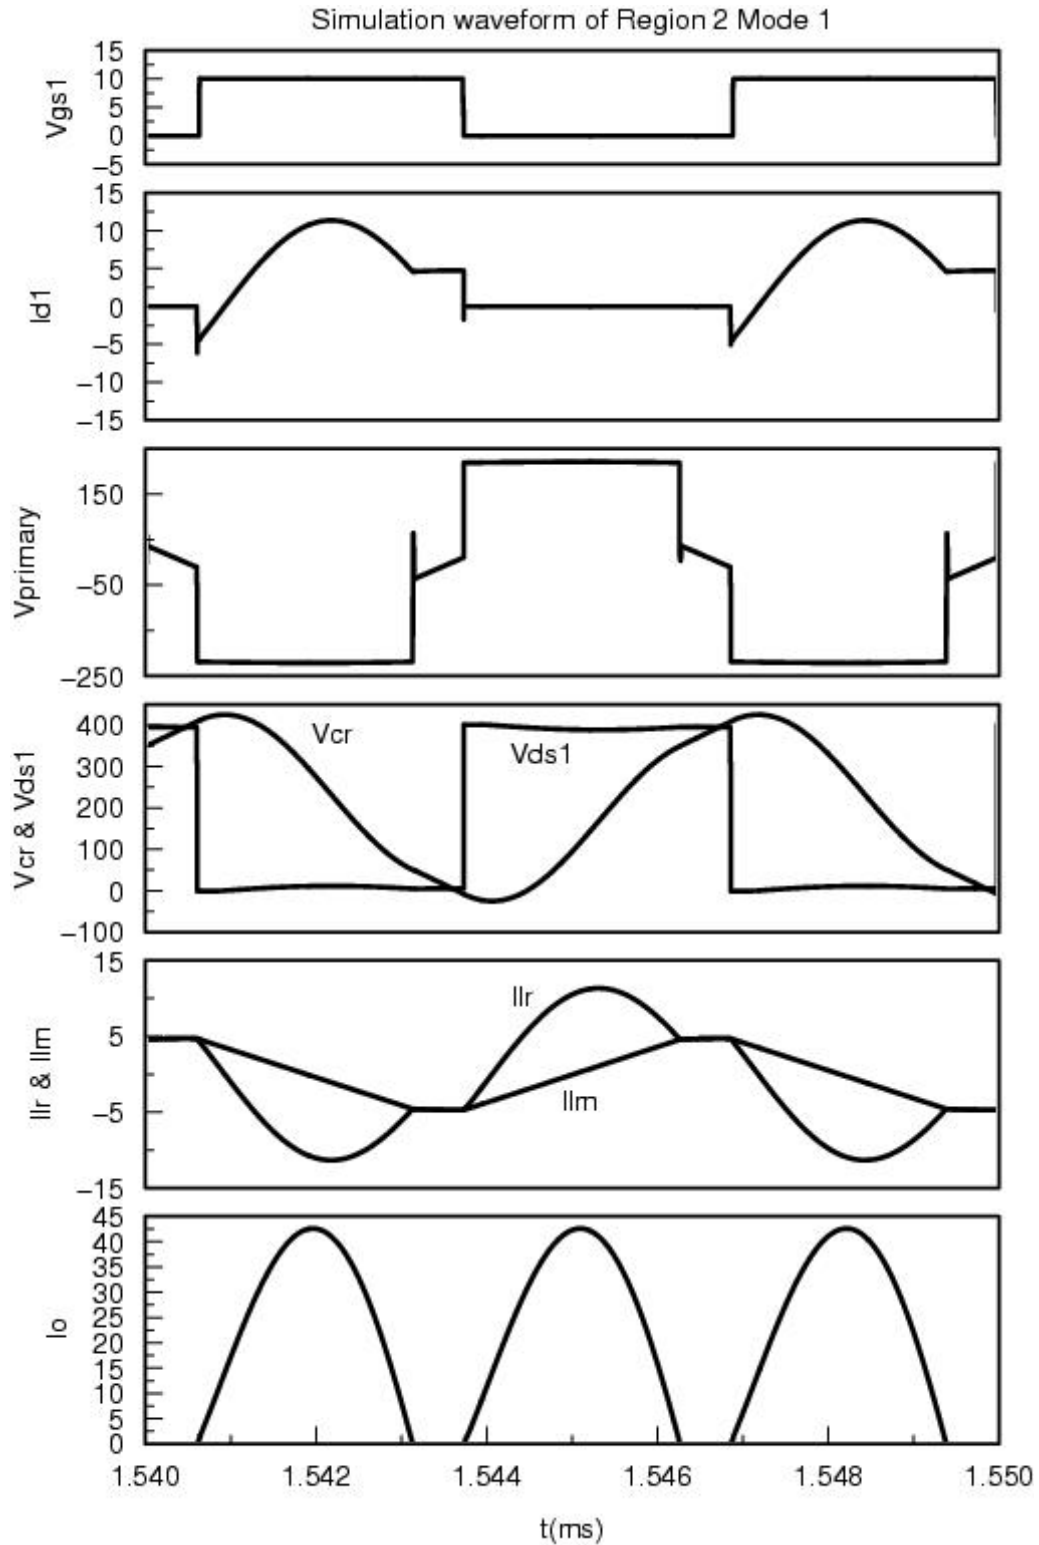 Simulation waveform of Region 2 Mode 1
Vgs1
15
10
5
0
−5
Id1
15
10
5
0
−5
−10
−15
Vprimary
150
−50
−250
Vcr & Vds1
400
300
200
100
0
−100
Vcr
Vds1
Ilr & Ilm
15
5
−5
−15
Ilr
Ilm
Io
45
40
35
30
25
20
15
10
5
0
1.540 1.542 1.544 1.546 1.548 1.550
t(ms)